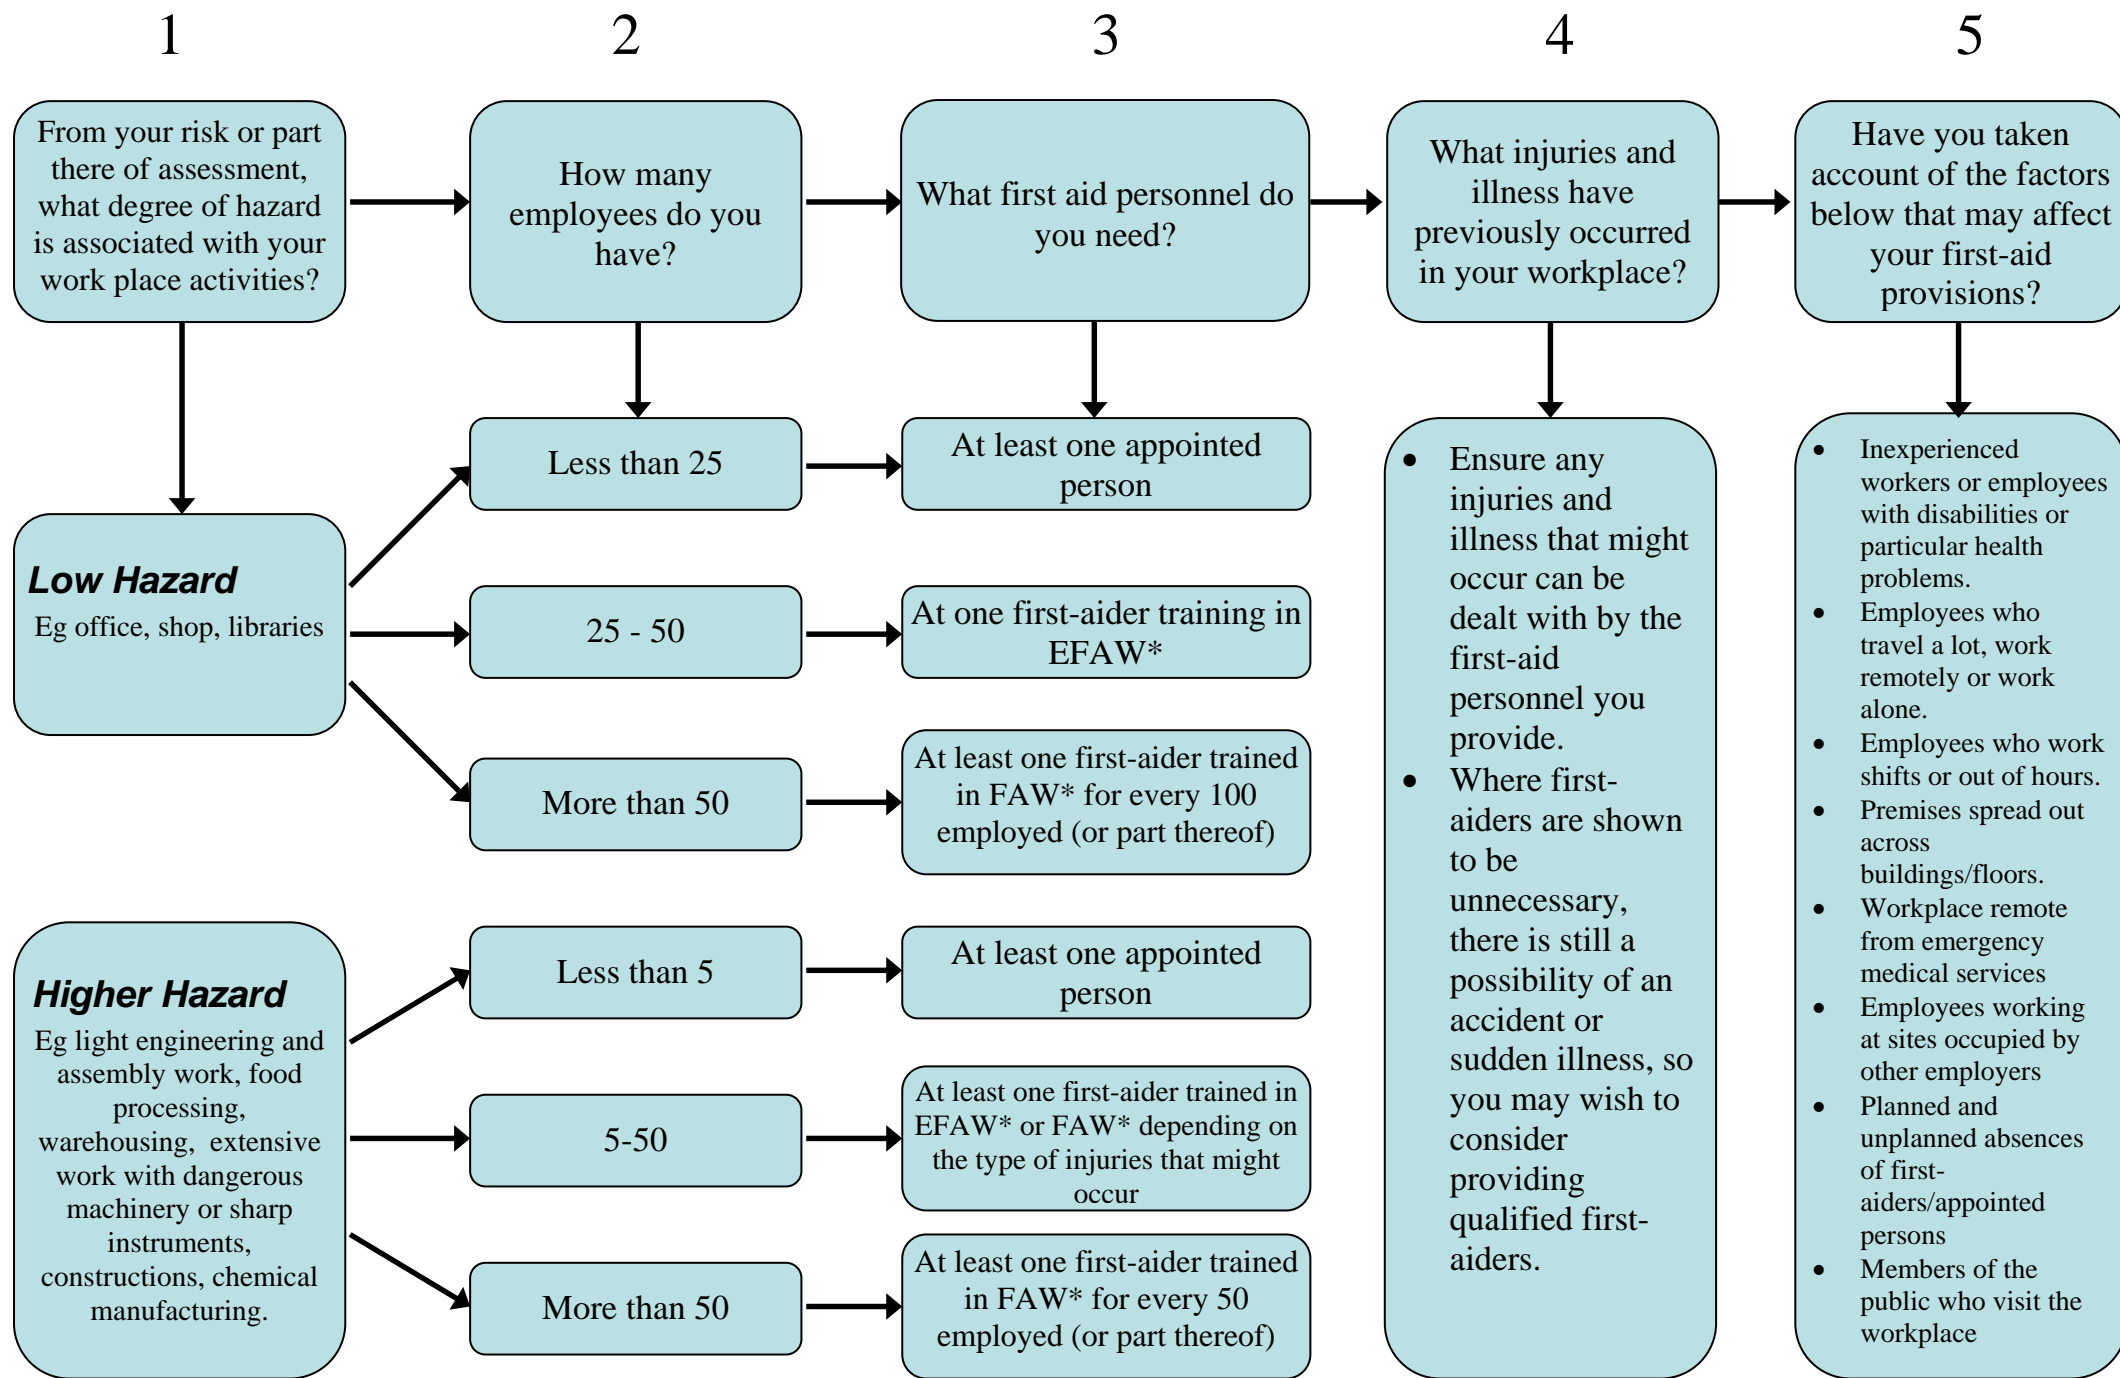 1
2
3
4
5
From your risk or part
there of assessment,
what degree of hazard
is associated with your
work place activities?
How many
employees do you
have?
What first aid personnel do
you need?
What injuries and
illness have
previously occurred
in your workplace?
Have you taken
account of the factors
below that may affect
your first-aid
provisions?
Low Hazard
Eg office, shop, libraries
Less than 25
At least one appointed
person
25 - 50
At one first-aider training in
EFAW*
More than 50
At least one first-aider trained
in FAW* for every 100
employed (or part thereof)
Higher Hazard
Eg light engineering and
assembly work, food
processing,
warehousing,  extensive
work with dangerous
machinery or sharp
instruments,
constructions, chemical
manufacturing.
Less than 5
At least one appointed
person
5-50
At least one first-aider trained in
EFAW* or FAW* depending on
the type of injuries that might
occur
More than 50
At least one first-aider trained
in FAW* for every 50
employed (or part thereof)
• Ensure any
injuries and
illness that might
occur can be
dealt with by the
first-aid
personnel you
provide.
• Where first-
aiders are shown
to be
unnecessary,
there is still a
possibility of an
accident or
sudden illness, so
you may wish to
consider
providing
qualified first-
aiders.
• Inexperienced
workers or employees
with disabilities or
particular health
problems.
• Employees who
travel a lot, work
remotely or work
alone.
• Employees who work
shifts or out of hours.
• Premises spread out
across
buildings/floors.
• Workplace remote
from emergency
medical services
• Employees working
at sites occupied by
other employers
• Planned and
unplanned absences
of first-
aiders/appointed
persons
• Members of the
public who visit the
workplace